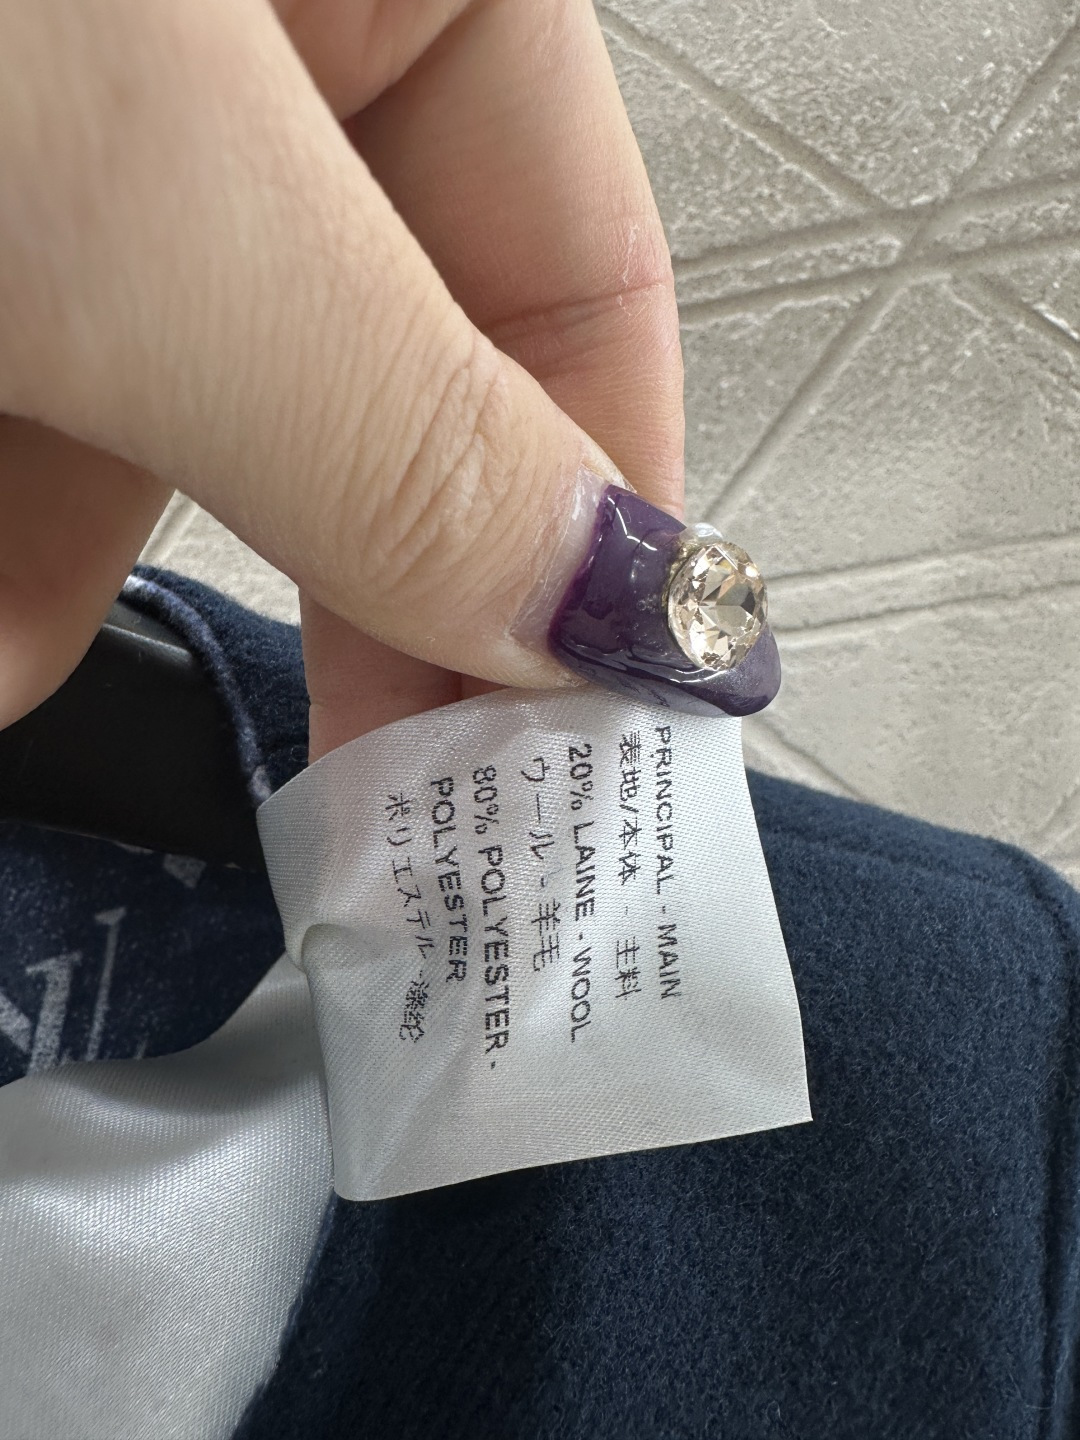 PRINCIPAL - MAIN
表地/本体 - 主料
20% LAINE - WOOL
ウール - 羊毛
80% POLYESTER -
POLYESTER
ポリエステル - 涤纶